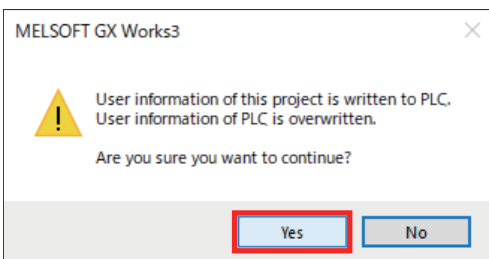 MELSOFT GX Works3
User information of this project is written to PLC.
User information of PLC is overwritten.
Are you sure you want to continue?
Yes
No